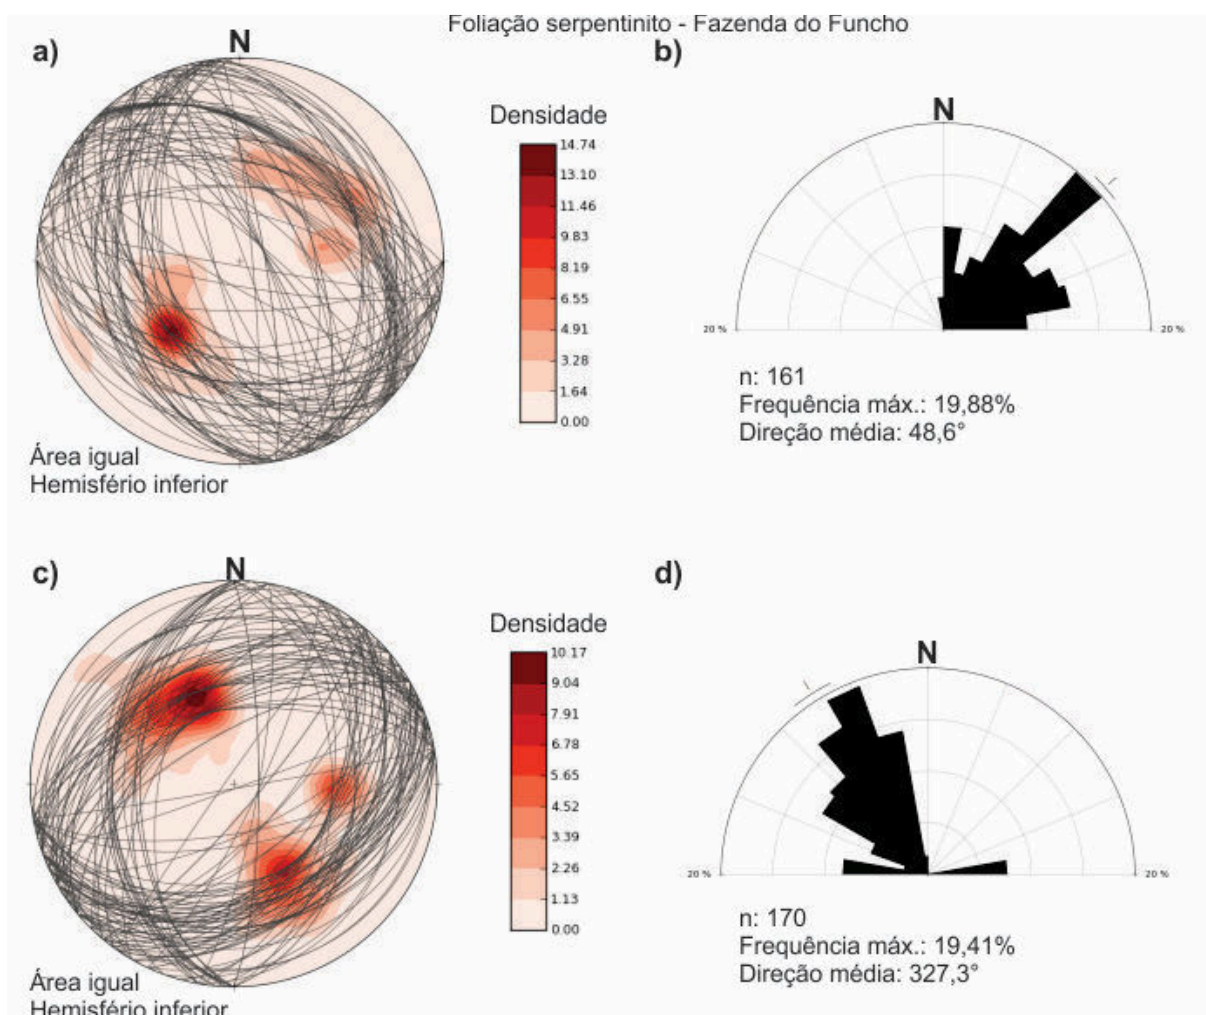 Foliação serpentinito - Fazenda do Funcho
a)
N
b)
Densidade
14.74
13.10
11.46
9.83
8.19
6.55
4.91
3.28
1.64
0.00
N
20 %
20 %
n: 161
Frequência máx.: 19,88%
Direção média: 48,6°
Área igual
Hemisfério inferior
c)
N
d)
Densidade
10.17
9.04
7.91
6.78
5.65
4.52
3.39
2.26
1.13
0.00
N
20 %
20 %
n: 170
Frequência máx.: 19,41%
Direção média: 327,3°
Área igual
Hemisfério inferior